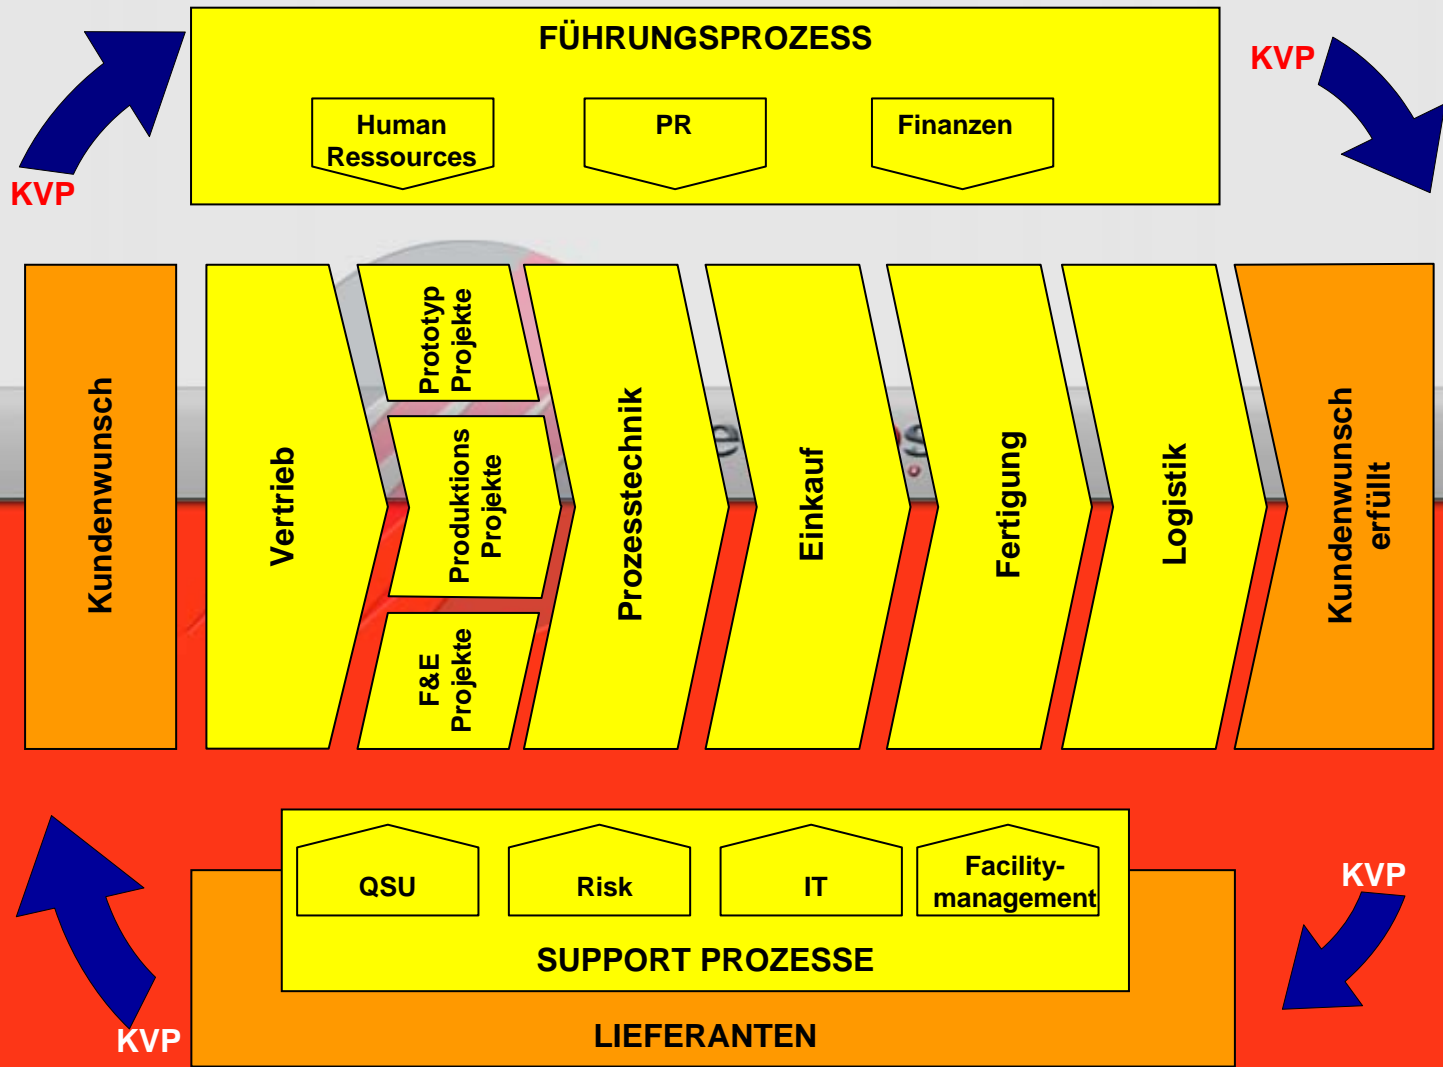 FÜHRUNGSPROZESS
KVP
KVP
Human
Ressources
PR
Finanzen
Kundenwunsch
Vertrieb
Prototyp
Projekte
Produktions
Projekte
F&E
Projekte
Prozesstechnik
Einkauf
Fertigung
Logistik
Kundenwunsch
erfüllt
QSU
Risk
IT
Facility-
management
SUPPORT PROZESSE
LIEFERANTEN
KVP
KVP